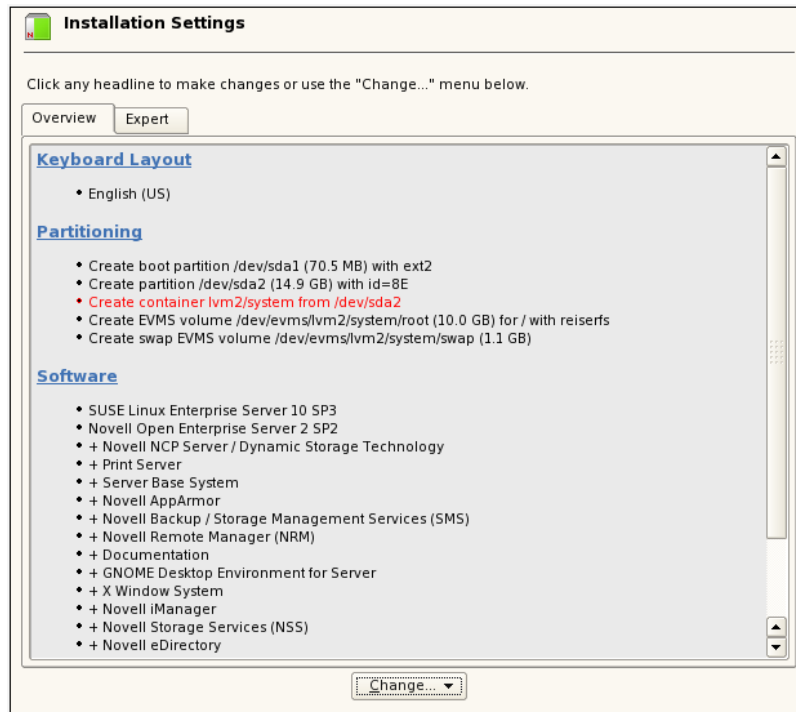 N
Installation Settings
Click any headline to make changes or use the "Change..." menu below.
Overview
Expert
Keyboard Layout
• English (US)
Partitioning
• Create boot partition /dev/sda1 (70.5 MB) with ext2
• Create partition /dev/sda2 (14.9 GB) with id=8E
• Create container lvm2/system from /dev/sda2
• Create EVMS volume /dev/evms/lvm2/system/root (10.0 GB) for / with reiserfs
• Create swap EVMS volume /dev/evms/lvm2/system/swap (1.1 GB)
Software
• SUSE Linux Enterprise Server 10 SP3
• Novell Open Enterprise Server 2 SP2
• + Novell NCP Server / Dynamic Storage Technology
• + Print Server
• + Server Base System
• + Novell AppArmor
• + Novell Backup / Storage Management Services (SMS)
• + Novell Remote Manager (NRM)
• + Documentation
• + GNOME Desktop Environment for Server
• + X Window System
• + Novell iManager
• + Novell Storage Services (NSS)
• + Novell eDirectory
Change...